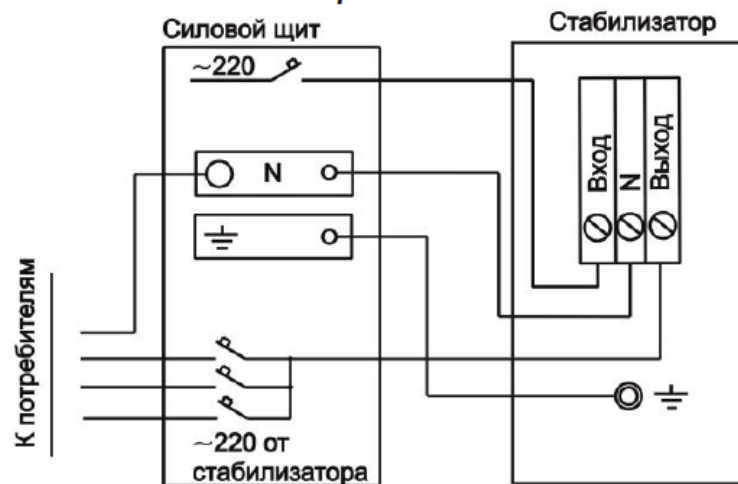 Силовой щит
Стабилизатор
~220
Вход
N
Выход
N
К потребителям
~220 от
стабилизатора